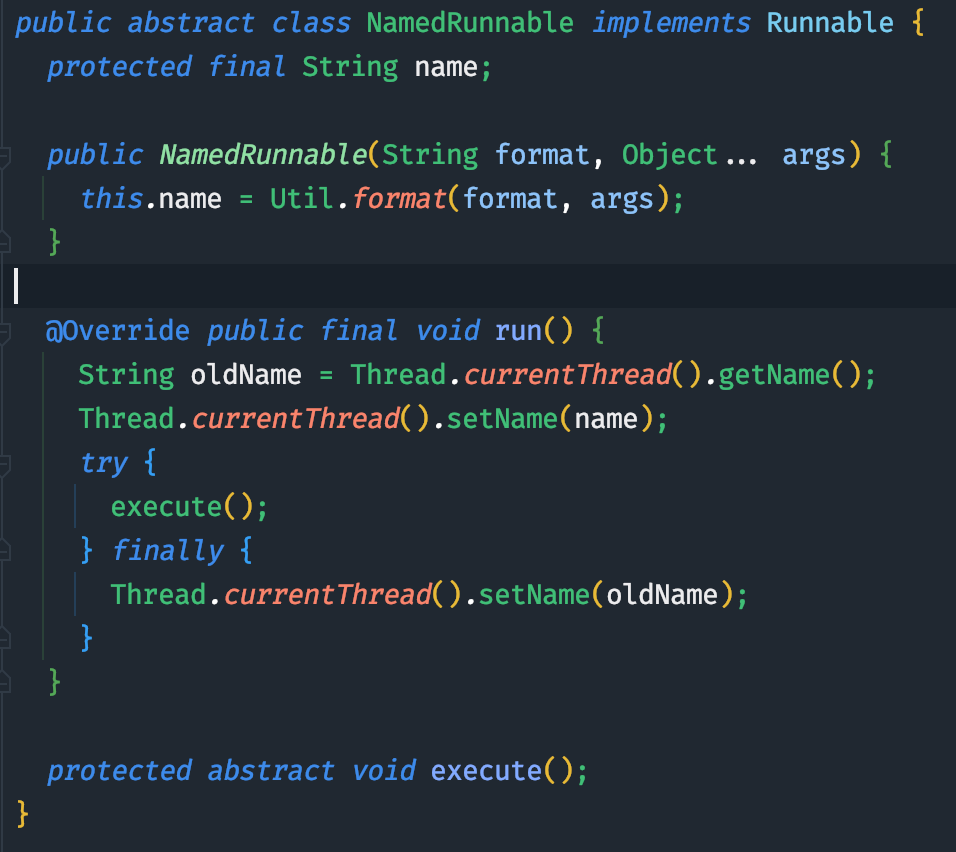 public abstract class NamedRunnable implements Runnable {
  protected final String name;

  public NamedRunnable(String format, Object... args) {
    this.name = Util.format(format, args);
  }

  @Override public final void run() {
    String oldName = Thread.currentThread().getName();
    Thread.currentThread().setName(name);
    try {
      execute();
    } finally {
      Thread.currentThread().setName(oldName);
    }
  }

  protected abstract void execute();
}